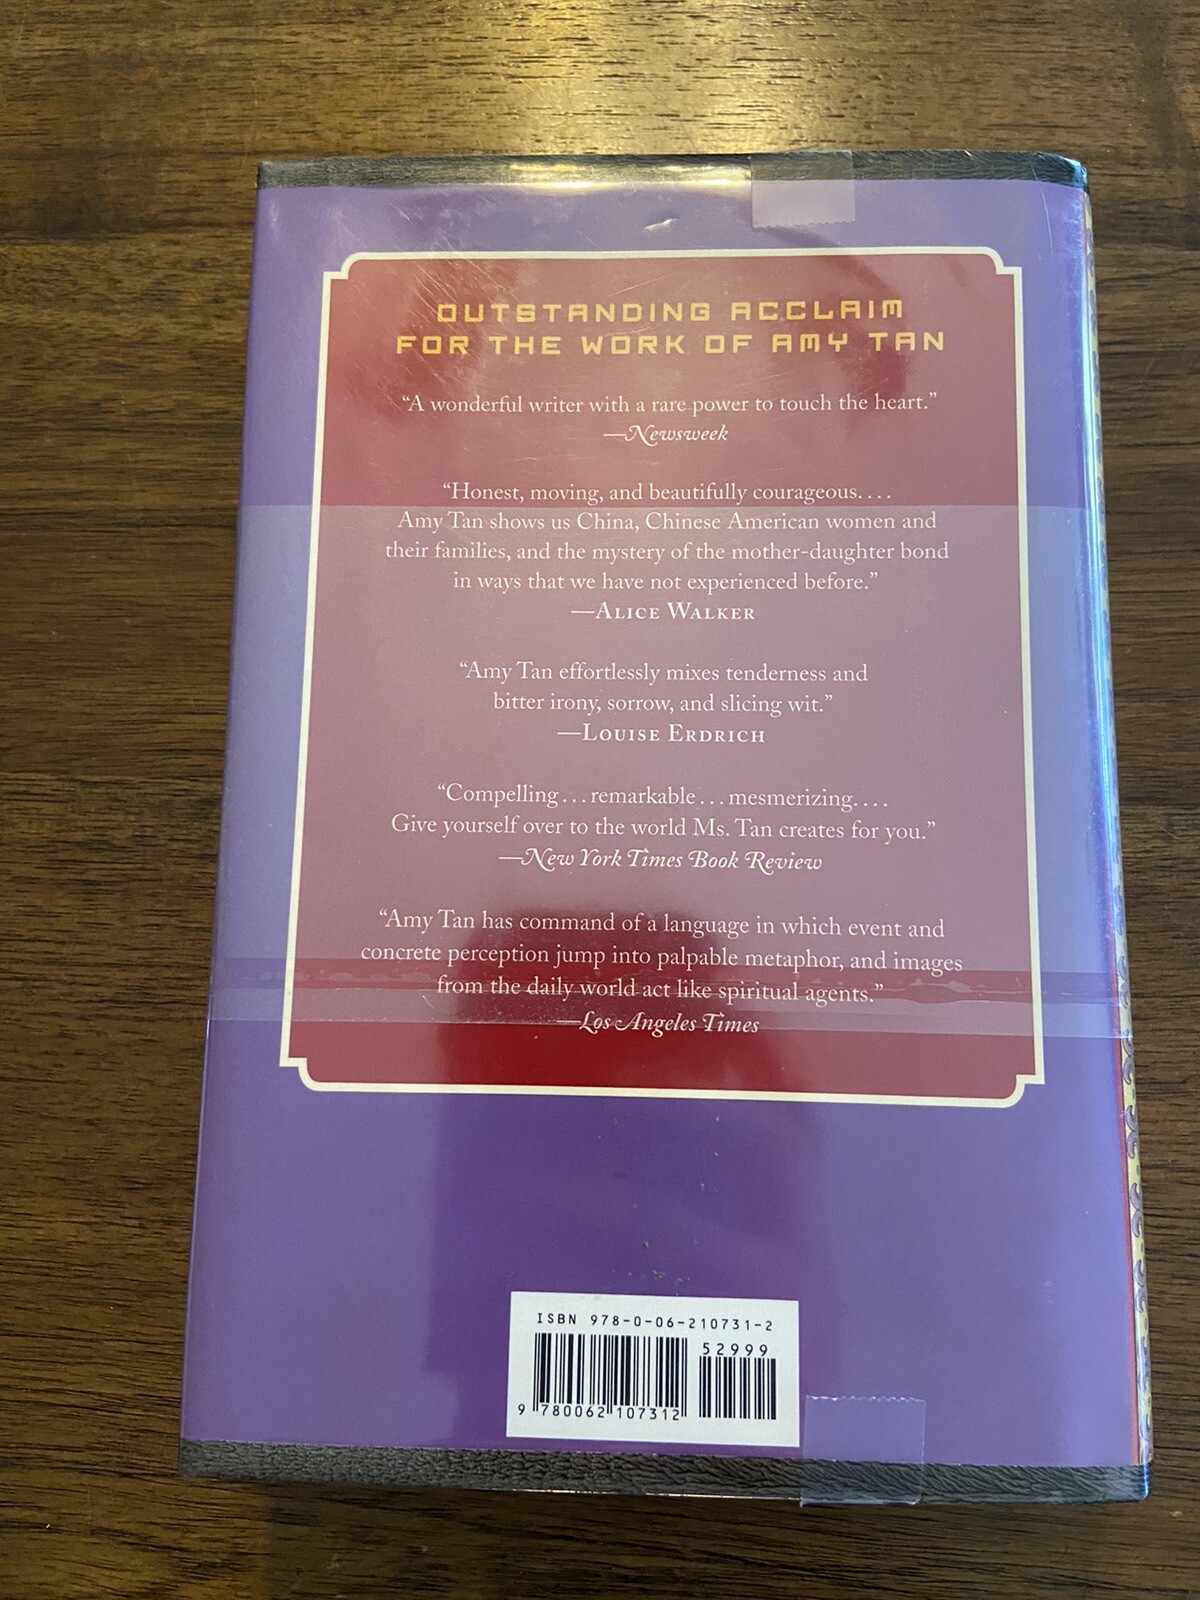 OUTSTANDING ACCLAIM
FOR THE WORK OF AMY TAN
“A wonderful writer with a rare power to touch the heart.”
—Newsweek
“Honest, moving, and beautifully courageous. . . .
Amy Tan shows us China, Chinese American women and
their families, and the mystery of the mother-daughter bond
in ways that we have not experienced before.”
—ALICE WALKER
“Amy Tan effortlessly mixes tenderness and
bitter irony, sorrow, and slicing wit.”
—LOUISE ERDRICH
“Compelling . . . remarkable . . . mesmerizing. . . .
Give yourself over to the world Ms. Tan creates for you.”
—New York Times Book Review
“Amy Tan has command of a language in which event and
concrete perception jump into palpable metaphor, and images
from the daily world act like spiritual agents.”
—Los Angeles Times
ISBN 978-0-06-210731-2
52999
9 780062 107312